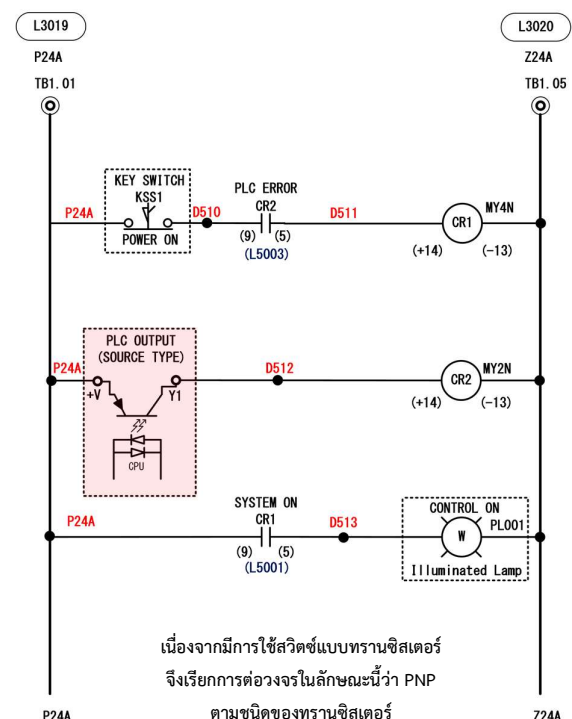 L3019 L3020
P24A Z24A
TB1.01 TB1.05
KEY SWITCH
KSS1
PLC ERROR
CR2
P24A D510 D511 MY4N
CR1
POWER ON
(9) (5) (+14) (-13)
(L5003)
PLC OUTPUT
(SOURCE TYPE)
P24A D512 MY2N
+V Y1 CR2
(+14) (-13)
CPU
SYSTEM ON
CR1
CONTROL ON
P24A D513 PL001
W
(9) (5)
(L5001)
Illuminated Lamp
เนื่องจากมีการใช้สวิตซ์แบบทรานซิสเตอร์
จึงเรียกการต่อวงจรในลักษณะนี้ว่า PNP
ตามชนิดของทรานซิสเตอร์
P24A Z24A